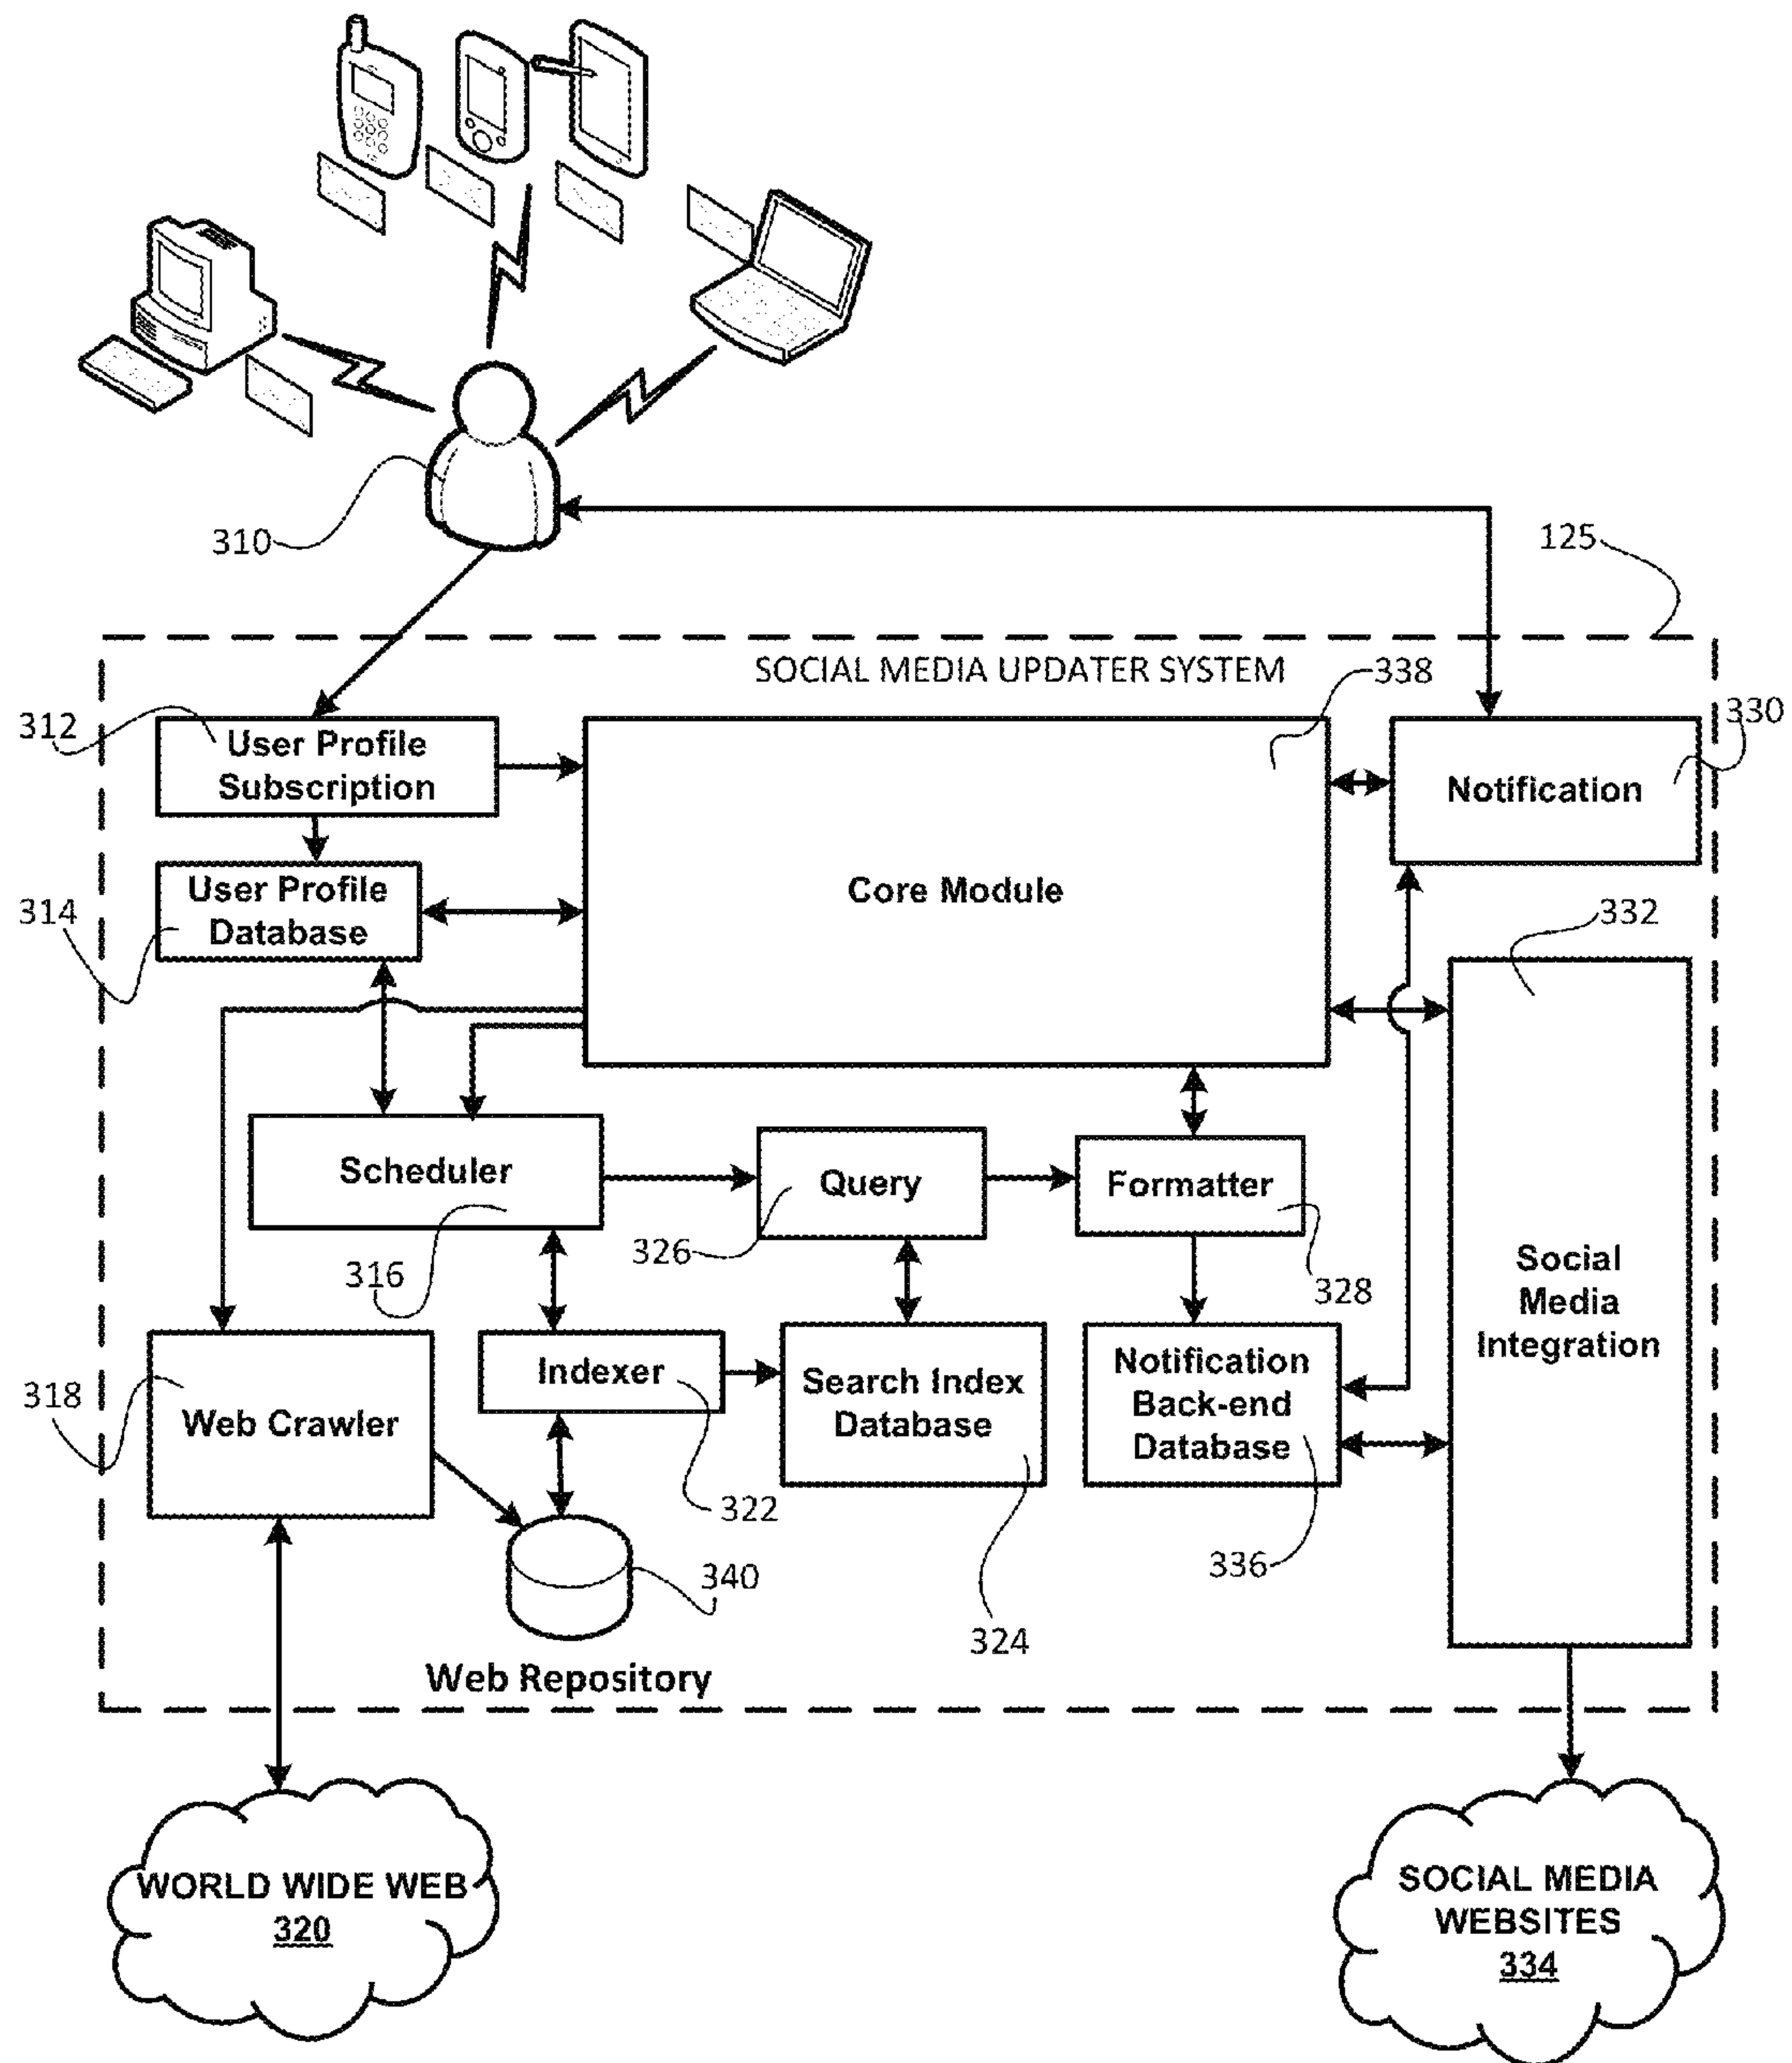 310
125
SOCIAL MEDIA UPDATER SYSTEM
338
312
User Profile
Subscription
330
Notification
314
User Profile
Database
Core Module
332
Scheduler
316
Query
326
Formatter
328
Social
Media
Integration
318
Web Crawler
Indexer
322
Search Index
Database
324
Notification
Back-end
Database
336
340
Web Repository
WORLD WIDE WEB
320
SOCIAL MEDIA
WEBSITES
334